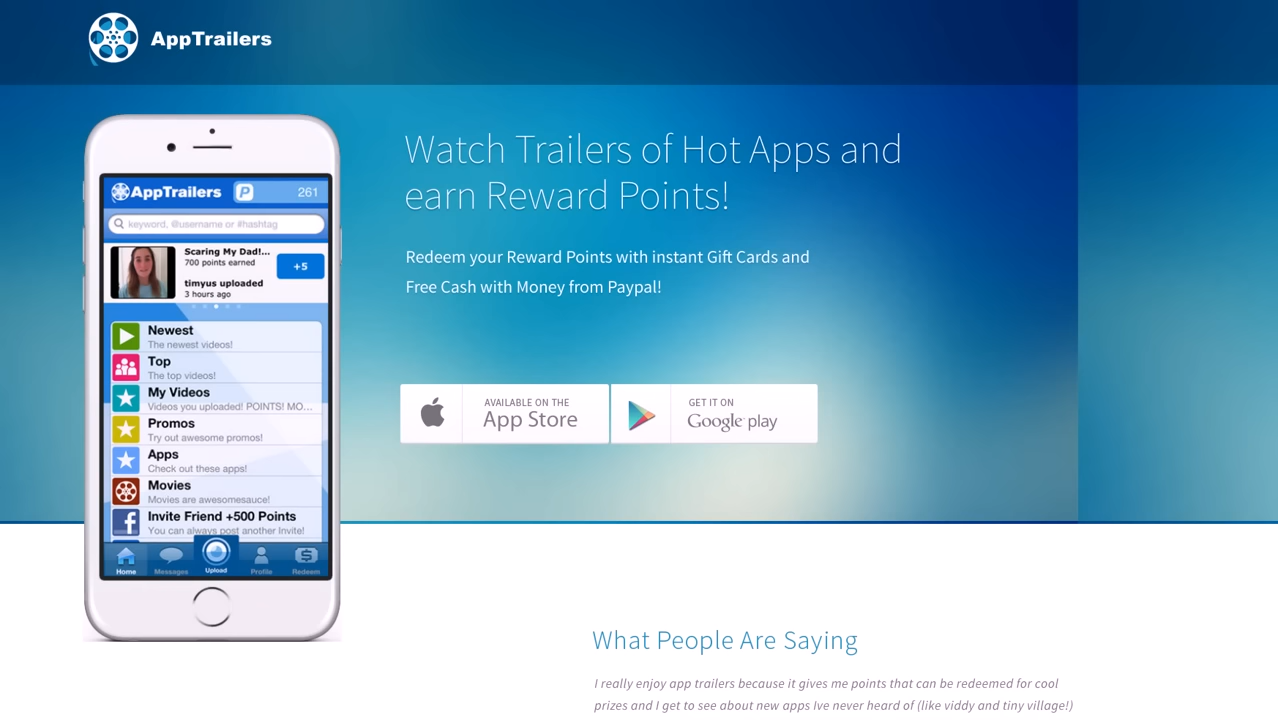 AppTrailers
Watch Trailers of Hot Apps and
earn Reward Points!
Redeem your Reward Points with instant Gift Cards and
Free Cash with Money from Paypal!
AVAILABLE ON THE
App Store
GET IT ON
Google play
AppTrailers P 261
keyword, @username or #hashtag
Scaring My Dad!...
700 points earned
+5
timyus uploaded
3 hours ago
Newest
The newest videos!
Top
The top videos!
My Videos
Videos you uploaded! POINTS! MO...
Promos
Try out awesome promos!
Apps
Check out these apps!
Movies
Movies are awesomesauce!
Invite Friend +500 Points
You can always post another Invite!
Home Messages Upload Profile Redeem
What People Are Saying
I really enjoy app trailers because it gives me points that can be redeemed for cool
prizes and I get to see about new apps Ive never heard of (like viddy and tiny village!)